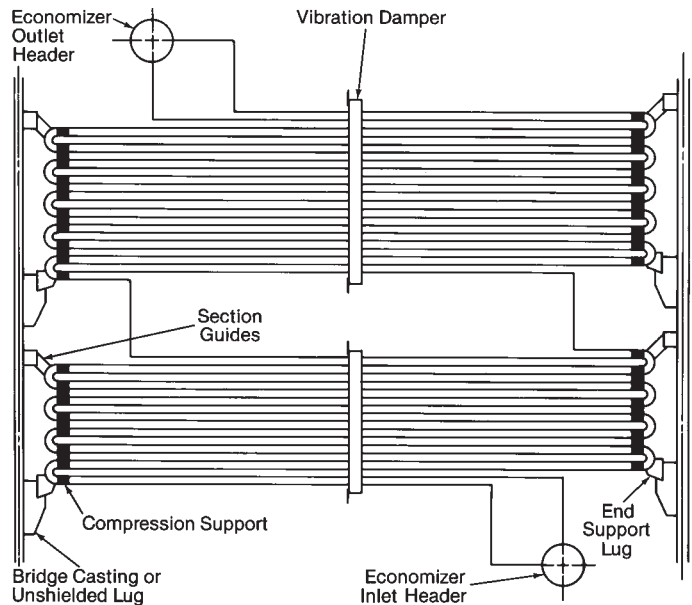 Economizer
Outlet
Header
Vibration Damper
Section
Guides
Compression Support
End
Support
Lug
Bridge Casting or
Unshielded Lug
Economizer
Inlet Header